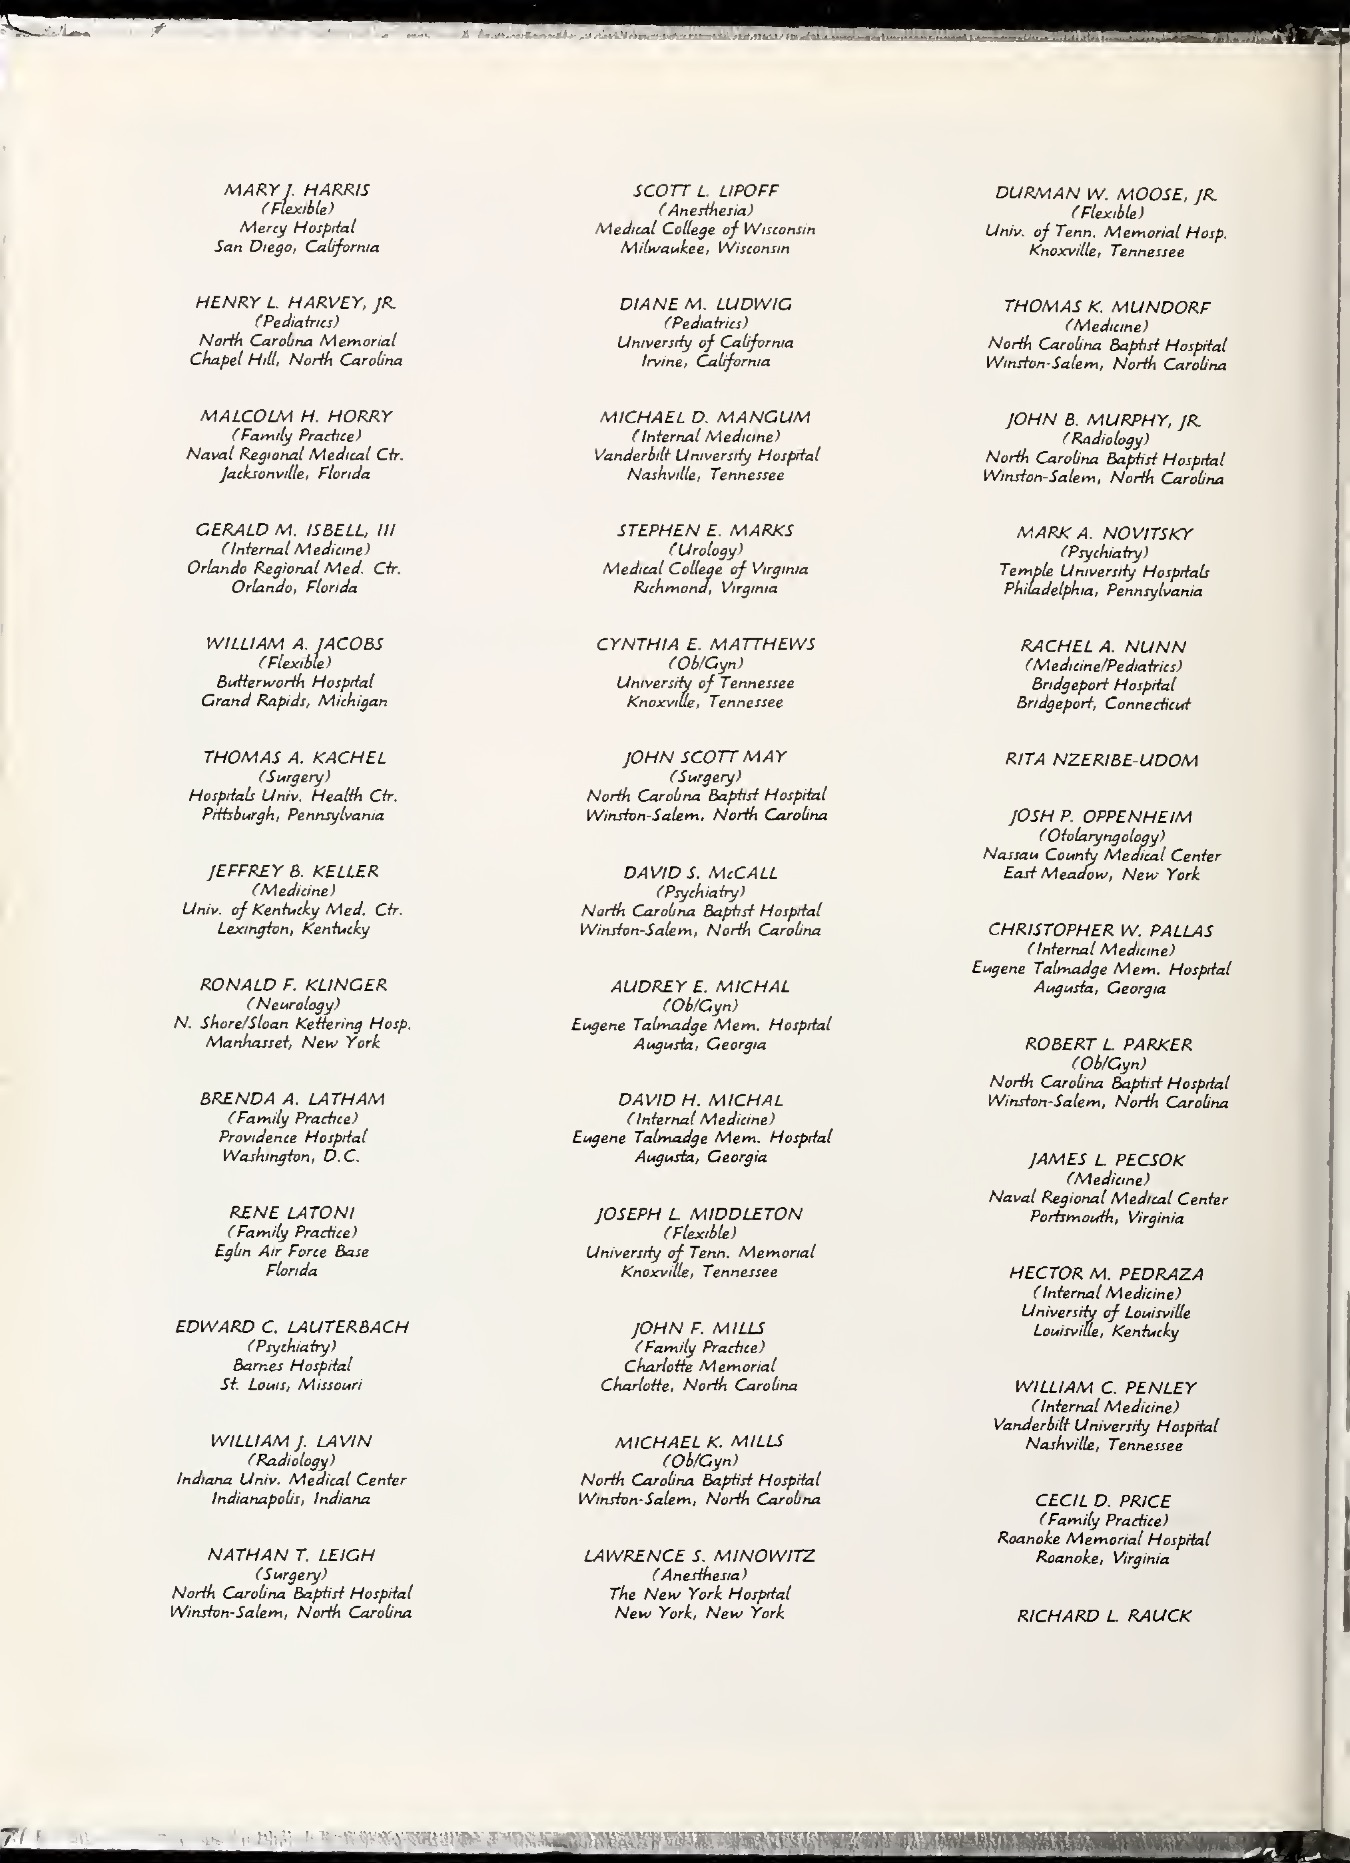 MARY J. HARRIS
(Flexible)
Mercy Hospital
San Diego, California
HENRY L. HARVEY, JR.
(Pediatrics)
North Carolina Memorial
Chapel Hill, North Carolina
MALCOLM H. HORRY
(Family Practice)
Naval Regional Medical Ctr.
Jacksonville, Florida
GERALD M. ISBELL, III
(Internal Medicine)
Orlando Regional Med. Ctr.
Orlando, Florida
WILLIAM A. JACOBS
(Flexible)
Butterworth Hospital
Grand Rapids, Michigan
THOMAS A. KACHEL
(Surgery)
Hospitals Univ. Health Ctr.
Pittsburgh, Pennsylvania
JEFFREY B. KELLER
(Medicine)
Univ. of Kentucky Med. Ctr.
Lexington, Kentucky
RONALD F. KLINGER
(Neurology)
N. Shore/Sloan Kettering Hosp.
Manhasset, New York
BRENDA A. LATHAM
(Family Practice)
Providence Hospital
Washington, D.C.
RENE LATONI
(Family Practice)
Eglin Air Force Base
Florida
EDWARD C. LAUTERBACH
(Psychiatry)
Barnes Hospital
St. Louis, Missouri
WILLIAM J. LAVIN
(Radiology)
Indiana Univ. Medical Center
Indianapolis, Indiana
NATHAN T. LEIGH
(Surgery)
North Carolina Baptist Hospital
Winston-Salem, North Carolina
SCOTT L. LIPOFF
(Anesthesia)
Medical College of Wisconsin
Milwaukee, Wisconsin
DIANE M. LUDWIG
(Pediatrics)
University of California
Irvine, California
MICHAEL D. MANGUM
(Internal Medicine)
Vanderbilt University Hospital
Nashville, Tennessee
STEPHEN E. MARKS
(Urology)
Medical College of Virginia
Richmond, Virginia
CYNTHIA E. MATTHEWS
(Ob/Gyn)
University of Tennessee
Knoxville, Tennessee
JOHN SCOTT MAY
(Surgery)
North Carolina Baptist Hospital
Winston-Salem, North Carolina
DAVID S. McCALL
(Psychiatry)
North Carolina Baptist Hospital
Winston-Salem, North Carolina
AUDREY E. MICHAL
(Ob/Gyn)
Eugene Talmadge Mem. Hospital
Augusta, Georgia
DAVID H. MICHAL
(Internal Medicine)
Eugene Talmadge Mem. Hospital
Augusta, Georgia
JOSEPH L. MIDDLETON
(Flexible)
University of Tenn. Memorial
Knoxville, Tennessee
JOHN F. MILLS
(Family Practice)
Charlotte Memorial
Charlotte, North Carolina
MICHAEL K. MILLS
(Ob/Gyn)
North Carolina Baptist Hospital
Winston-Salem, North Carolina
LAWRENCE S. MINOWITZ
(Anesthesia)
The New York Hospital
New York, New York
DURMAN W. MOOSE, JR.
(Flexible)
Univ. of Tenn. Memorial Hosp.
Knoxville, Tennessee
THOMAS K. MUNDORF
(Medicine)
North Carolina Baptist Hospital
Winston-Salem, North Carolina
JOHN B. MURPHY, JR.
(Radiology)
North Carolina Baptist Hospital
Winston-Salem, North Carolina
MARK A. NOVITSKY
(Psychiatry)
Temple University Hospitals
Philadelphia, Pennsylvania
RACHEL A. NUNN
(Medicine/Pediatrics)
Bridgeport Hospital
Bridgeport, Connecticut
RITA NZERIBE-UDOM
JOSH P. OPPENHEIM
(Otolaryngology)
Nassau County Medical Center
East Meadow, New York
CHRISTOPHER W. PALLAS
(Internal Medicine)
Eugene Talmadge Mem. Hospital
Augusta, Georgia
ROBERT L. PARKER
(Ob/Gyn)
North Carolina Baptist Hospital
Winston-Salem, North Carolina
JAMES L. PECSOK
(Medicine)
Naval Regional Medical Center
Portsmouth, Virginia
HECTOR M. PEDRAZA
(Internal Medicine)
University of Louisville
Louisville, Kentucky
WILLIAM C. PENLEY
(Internal Medicine)
Vanderbilt University Hospital
Nashville, Tennessee
CECIL D. PRICE
(Family Practice)
Roanoke Memorial Hospital
Roanoke, Virginia
RICHARD L. RAUCK